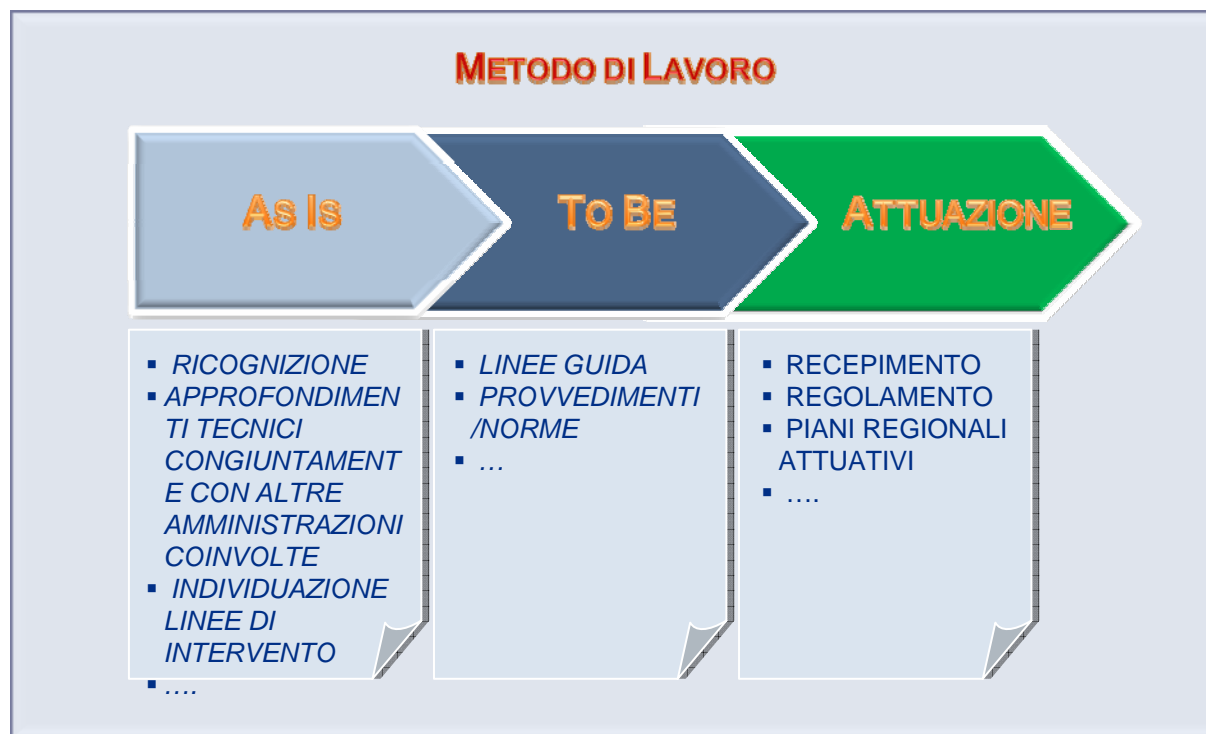 METODO DI LAVORO
AS IS
TO BE
ATTUAZIONE
▪ RICOGNIZIONE
▪ APPROFONDIMEN
TI TECNICI
CONGIUNTAMENT
E CON ALTRE
AMMINISTRAZIONI
COINVOLTE
▪ INDIVIDUAZIONE
LINEE DI
INTERVENTO
▪ ….
▪ LINEE GUIDA
▪ PROVVEDIMENTI
/NORME
▪ …
▪ RECEPIMENTO
▪ REGOLAMENTO
▪ PIANI REGIONALI
ATTUATIVI
▪ ….